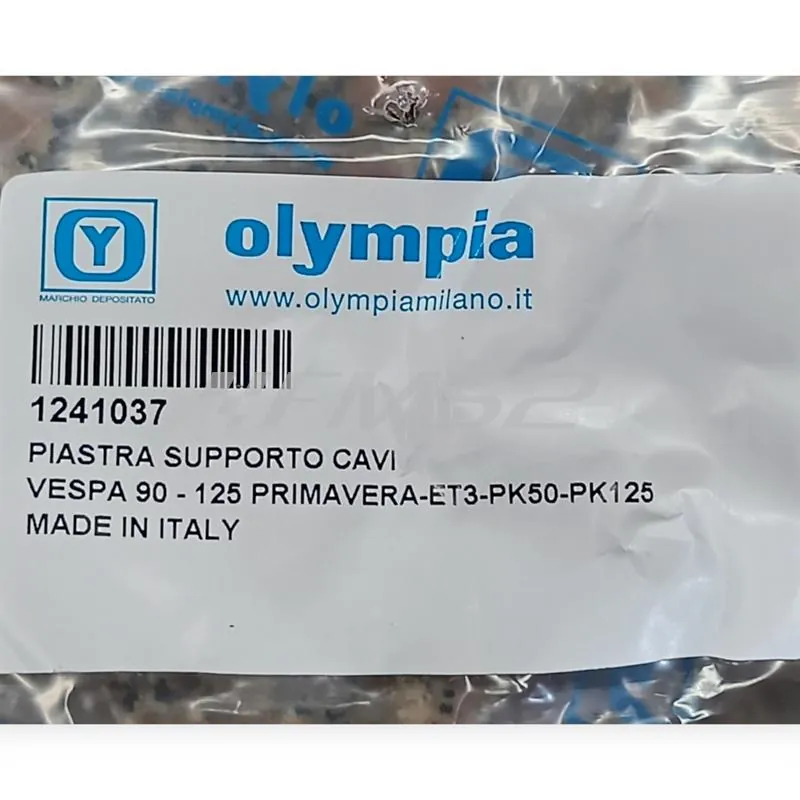 OY
olympia
MARCHIO DEPOSITATO
www.olympiamilano.it
1241037
PIASTRA SUPPORTO CAVI
VESPA 90 - 125 PRIMAVERA-ET3-PK50-PK125
MADE IN ITALY